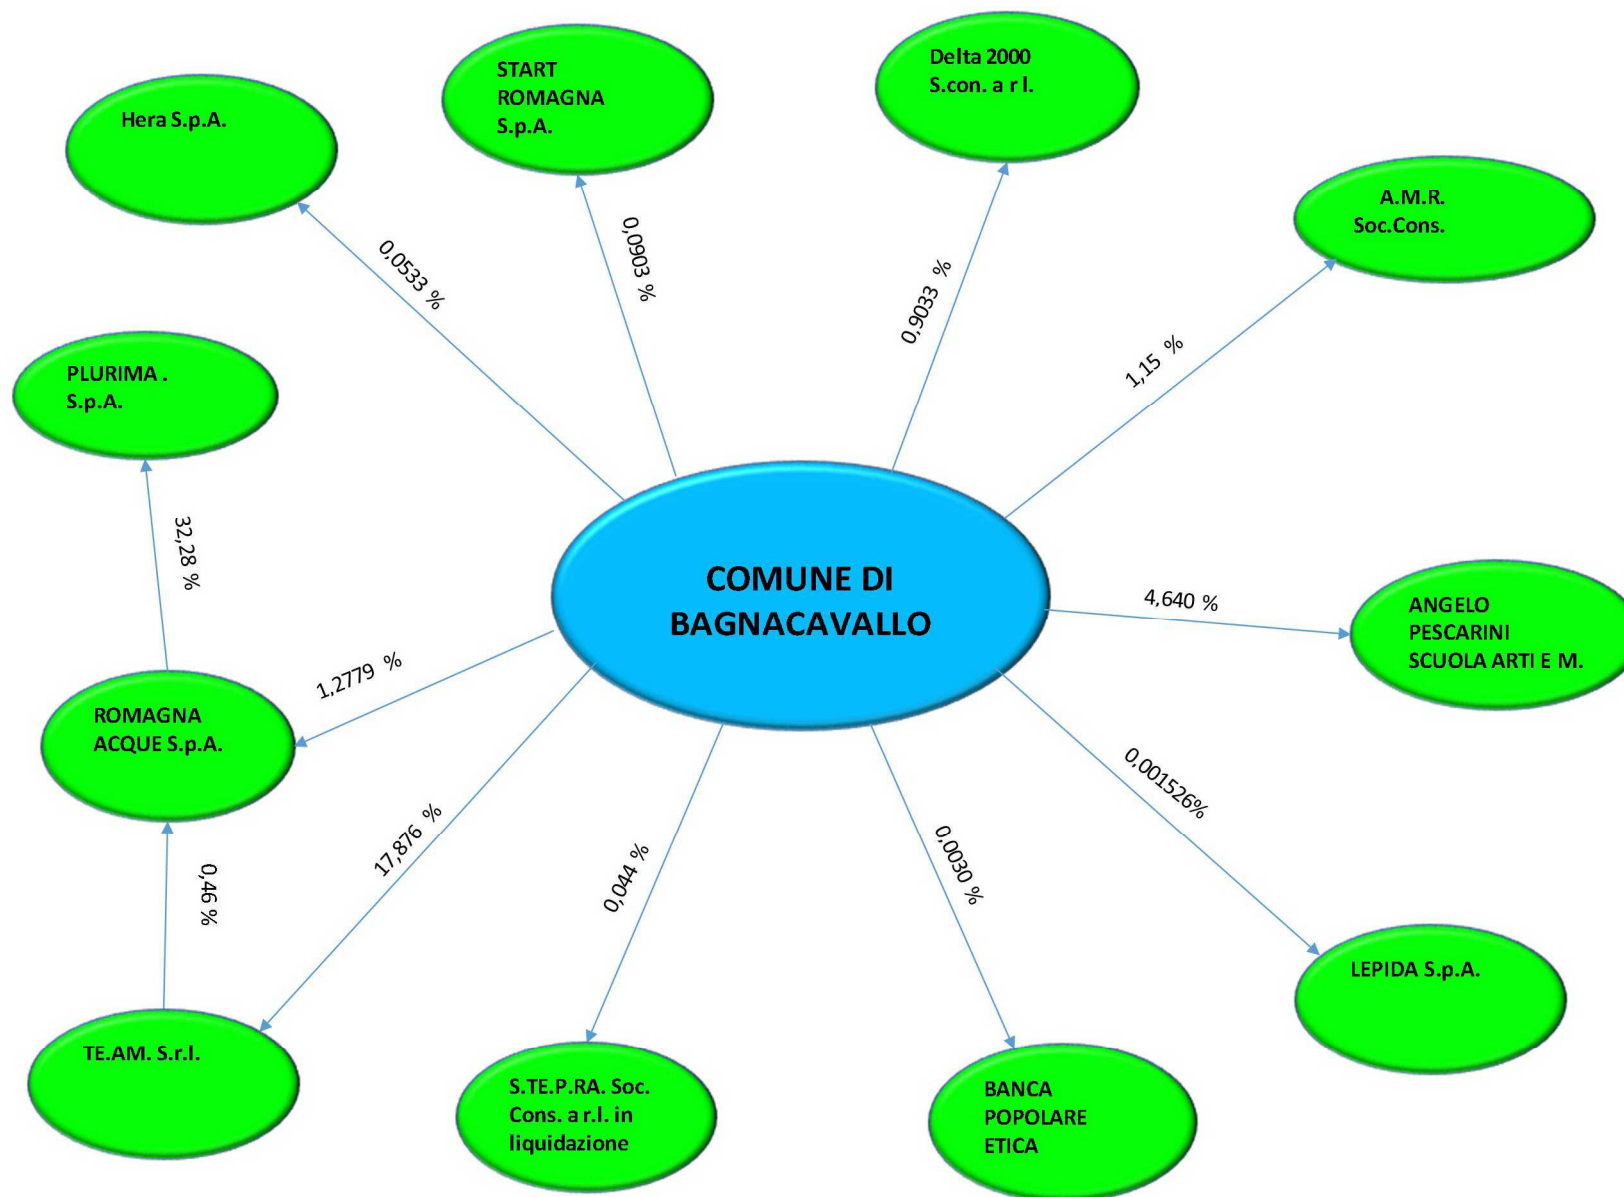 Hera S.p.A.
START
ROMAGNA
S.p.A.
Delta 2000
S.con. a r l.
A.M.R.
Soc.Cons.
0,0533 %
0,0903 %
0,9033 %
1,15 %
PLURIMA .
S.p.A.
32,28 %
COMUNE DI
BAGNACAVALLO
4,640 %
ANGELO
PESCARINI
SCUOLA ARTI E M.
1,2779 %
ROMAGNA
ACQUE S.p.A.
17,876 %
0,46 %
0,044 %
0,0030 %
0,001526%
LEPIDA S.p.A.
TE.AM. S.r.l.
S.TE.P.RA. Soc.
Cons. a r.l. in
liquidazione
BANCA
POPOLARE
ETICA